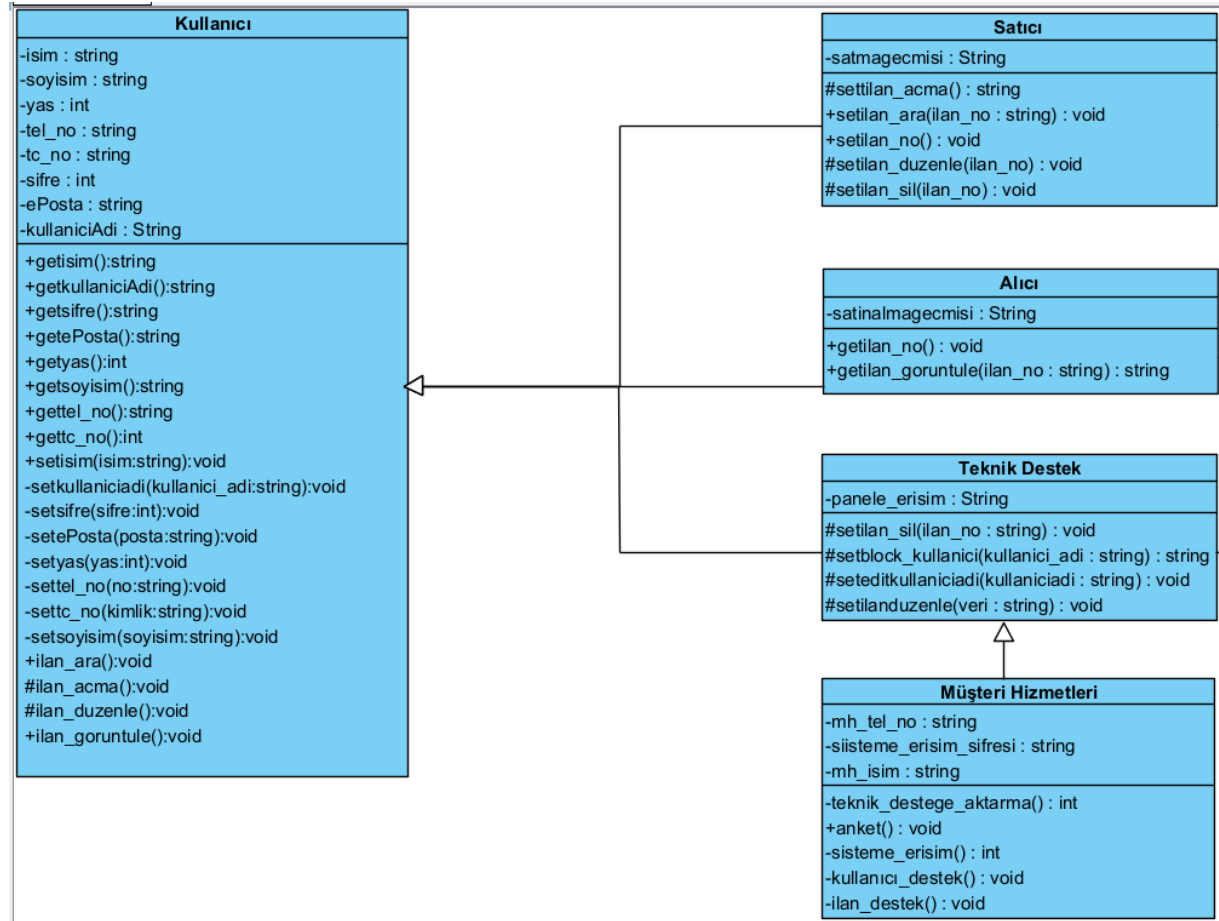 Kullanıcı
-isim : string
-soyisim : string
-yas : int
-tel_no : string
-tc_no : string
-sifre : int
-ePosta : string
-kullaniciAdi : String
+getisim():string
+getkullaniciAdi():string
+getsifre():string
+getePosta():string
+getyas():int
+getsoyisim():string
+gettel_no():string
+gettc_no():int
+setisim(isim:string):void
-setkullaniciadi(kullanici_adi:string):void
-setsifre(sifre:int):void
-setePosta(posta:string):void
-setyas(yas:int):void
-settel_no(no:string):void
-settc_no(kimlik:string):void
-setsoyisim(soyisim:string):void
+ilan_ara():void
#ilan_acma():void
#ilan_duzenle():void
+ilan_goruntule():void
Satıcı
-satmagecmisi : String
#settilan_acma() : string
+setilan_ara(ilan_no : string) : void
+setilan_no() : void
#setilan_duzenle(ilan_no) : void
#setilan_sil(ilan_no) : void
Alıcı
-satinalmagecmisi : String
+getilan_no() : void
+getilan_goruntule(ilan_no : string) : string
Teknik Destek
-panele_erisim : String
#setilan_sil(ilan_no : string) : void
#setblock_kullanici(kullanici_adi : string) : string
#seteditkullaniciadi(kullaniciadi : string) : void
#setilanduzenle(veri : string) : void
Müşteri Hizmetleri
-mh_tel_no : string
-siisteme_erisim_sifresi : string
-mh_isim : string
-teknik_destege_aktarma() : int
+anket() : void
-sisteme_erisim() : int
-kullanıcı_destek() : void
-ilan_destek() : void